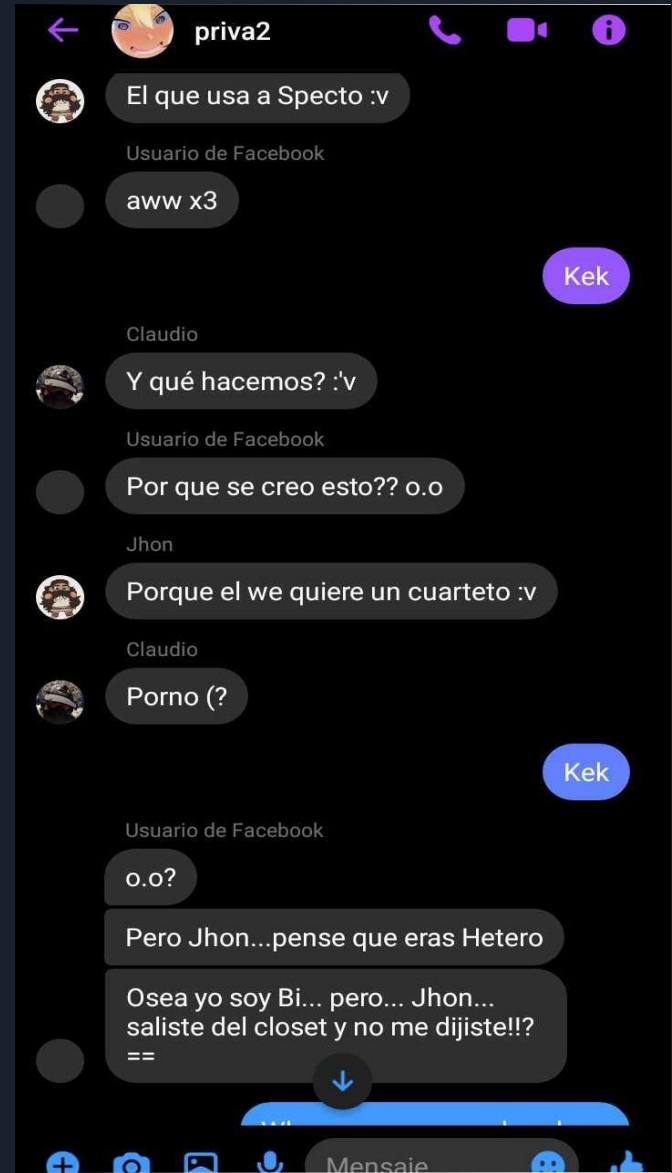 priva2
El que usa a Specto :v
Usuario de Facebook
aww x3
Kek
Claudio
Y qué hacemos? :'v
Usuario de Facebook
Por que se creo esto?? o.o
Jhon
Porque el we quiere un cuarteto :v
Claudio
Porno (?
Kek
Usuario de Facebook
o.o?
Pero Jhon...pense que eras Hetero
Osea yo soy Bi... pero... Jhon...
saliste del closet y no me dijiste!!?
==
Mensaje